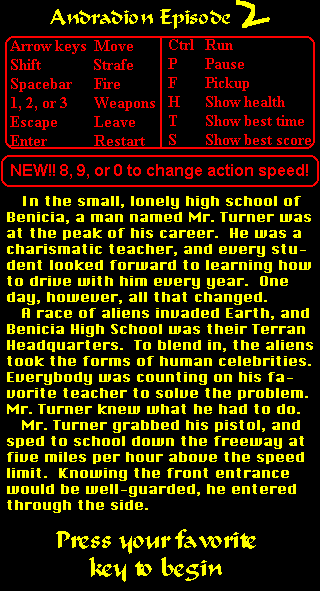 Andradion Episode 2
Arrow keys Move Ctrl Run
Shift Strafe P Pause
Spacebar Fire F Pickup
1, 2, or 3 Weapons H Show health
Escape Leave T Show best time
Enter Restart S Show best score
NEW!! 8, 9, or 0 to change action speed!
In the small, lonely high school of
Benicia, a man named Mr. Turner was
at the peak of his career. He was a
charismatic teacher, and every stu-
dent looked forward to learning how
to drive with him every year. One
day, however, all that changed.
A race of aliens invaded Earth, and
Benicia High School was their Terran
Headquarters. To blend in, the aliens
took the forms of human celebrities.
Everybody was counting on his fa-
vorite teacher to solve the problem.
Mr. Turner knew what he had to do.
Mr. Turner grabbed his pistol, and
sped to school down the freeway at
five miles per hour above the speed
limit. Knowing the front entrance
would be well-guarded, he entered
through the side.
Press your favorite
key to begin